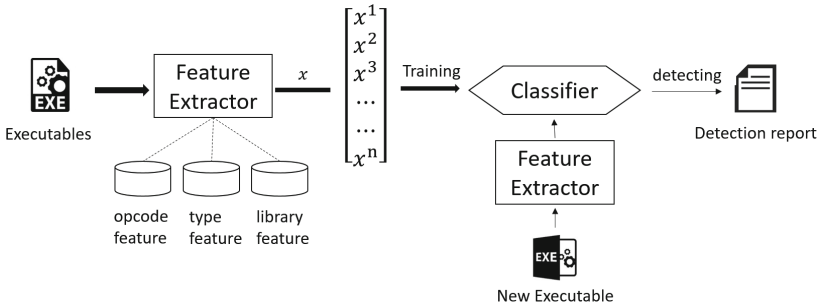 EXE
Executables
Feature
Extractor
x
x¹
x²
x³
...
...
xⁿ
Training
Classifier
detecting
Detection report
opcode
feature
type
feature
library
feature
Feature
Extractor
EXE
New Executable